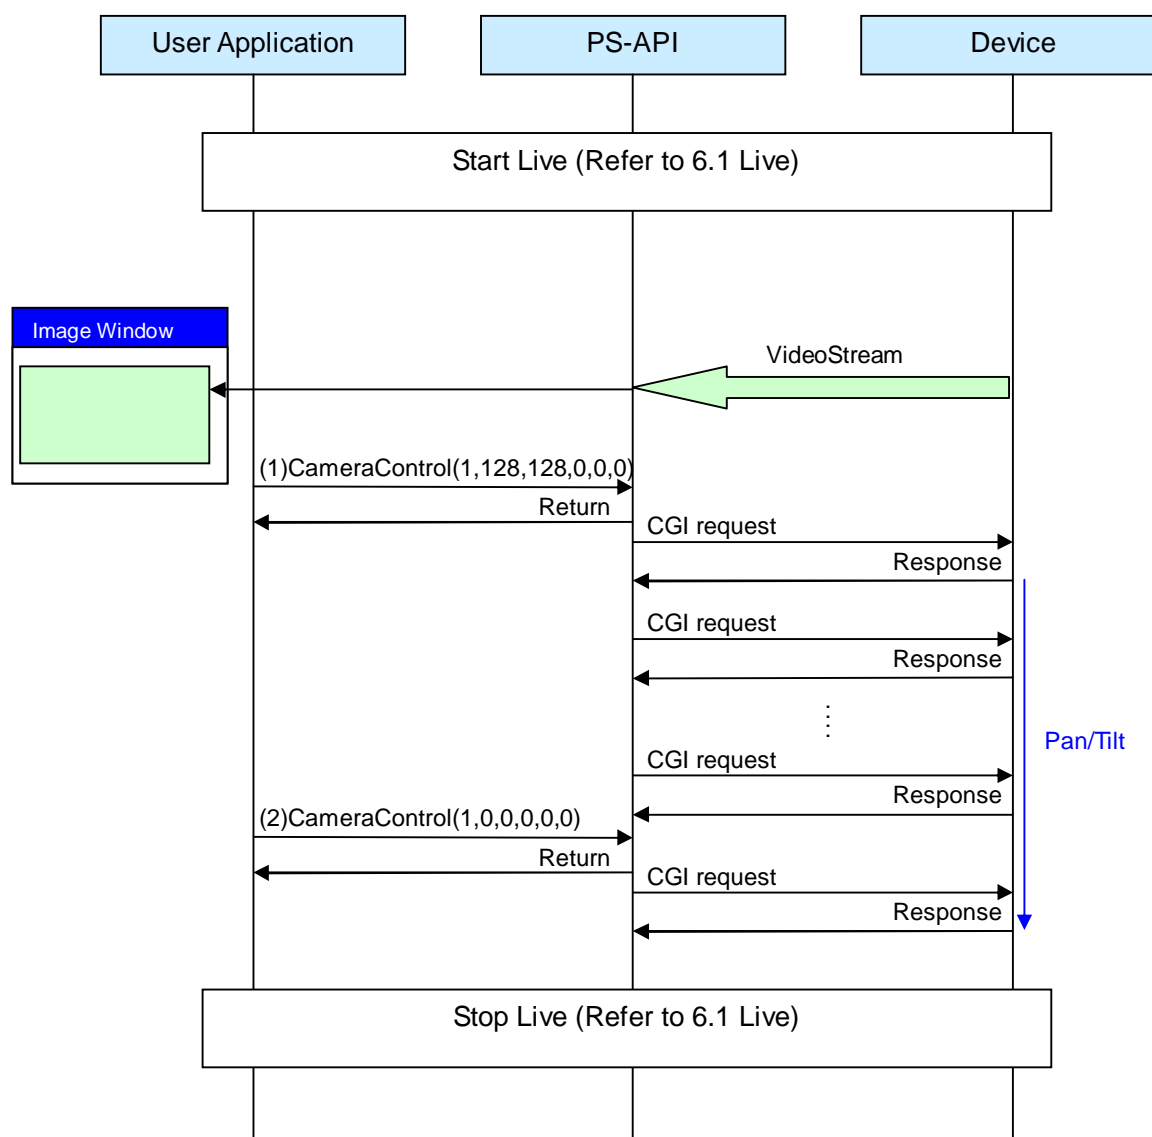 User Application
PS-API
Device
Start Live (Refer to 6.1 Live)
Image Window
VideoStream
(1)CameraControl(1,128,128,0,0,0)
Return
CGI request
Response
CGI request
Response
Pan/Tilt
CGI request
Response
(2)CameraControl(1,0,0,0,0,0)
Return
CGI request
Response
Stop Live (Refer to 6.1 Live)